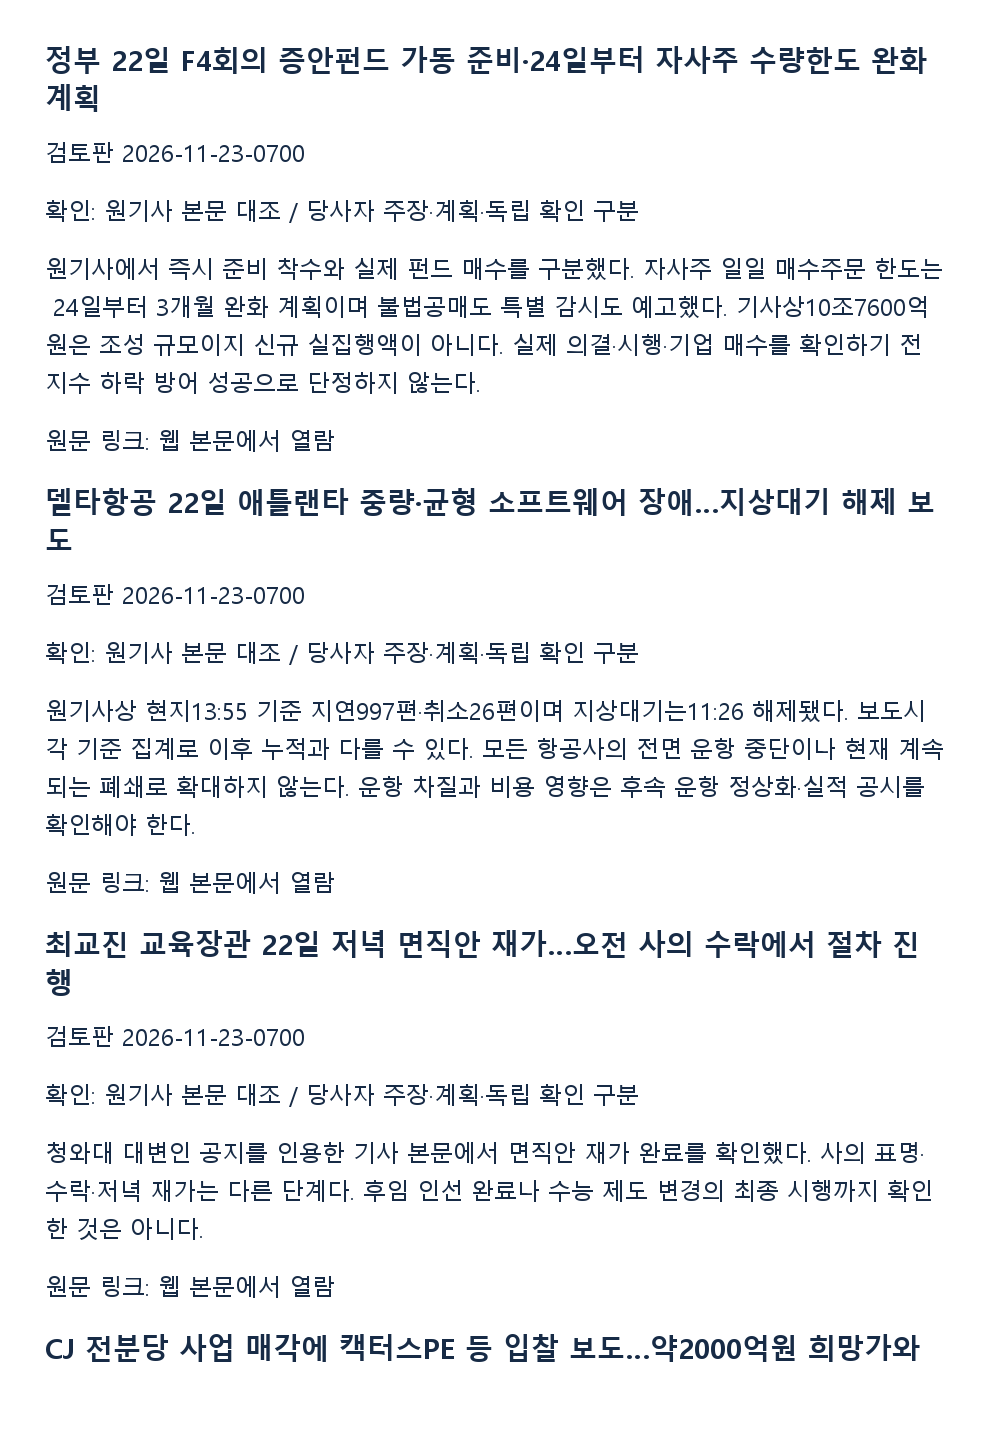 정부 22일 F4회의 증안펀드 가동 준비·24일부터 자사주 수량한도 완화
계획
검토판 2026-11-23-0700
확인: 원기사 본문 대조 / 당사자 주장·계획·독립 확인 구분
원기사에서 즉시 준비 착수와 실제 펀드 매수를 구분했다. 자사주 일일 매수주문 한도는
24일부터 3개월 완화 계획이며 불법공매도 특별 감시도 예고했다. 기사상10조7600억
원은 조성 규모이지 신규 실집행액이 아니다. 실제 의결·시행·기업 매수를 확인하기 전
지수 하락 방어 성공으로 단정하지 않는다.
원문 링크: 웹 본문에서 열람
델타항공 22일 애틀랜타 중량·균형 소프트웨어 장애…지상대기 해제 보
도
검토판 2026-11-23-0700
확인: 원기사 본문 대조 / 당사자 주장·계획·독립 확인 구분
원기사상 현지13:55 기준 지연997편·취소26편이며 지상대기는11:26 해제됐다. 보도시
각 기준 집계로 이후 누적과 다를 수 있다. 모든 항공사의 전면 운항 중단이나 현재 계속
되는 폐쇄로 확대하지 않는다. 운항 차질과 비용 영향은 후속 운항 정상화·실적 공시를
확인해야 한다.
원문 링크: 웹 본문에서 열람
최교진 교육장관 22일 저녁 면직안 재가…오전 사의 수락에서 절차 진
행
검토판 2026-11-23-0700
확인: 원기사 본문 대조 / 당사자 주장·계획·독립 확인 구분
청와대 대변인 공지를 인용한 기사 본문에서 면직안 재가 완료를 확인했다. 사의 표명·
수락·저녁 재가는 다른 단계다. 후임 인선 완료나 수능 제도 변경의 최종 시행까지 확인
한 것은 아니다.
원문 링크: 웹 본문에서 열람
CJ 전분당 사업 매각에 캑터스PE 등 입찰 보도…약2000억원 희망가와